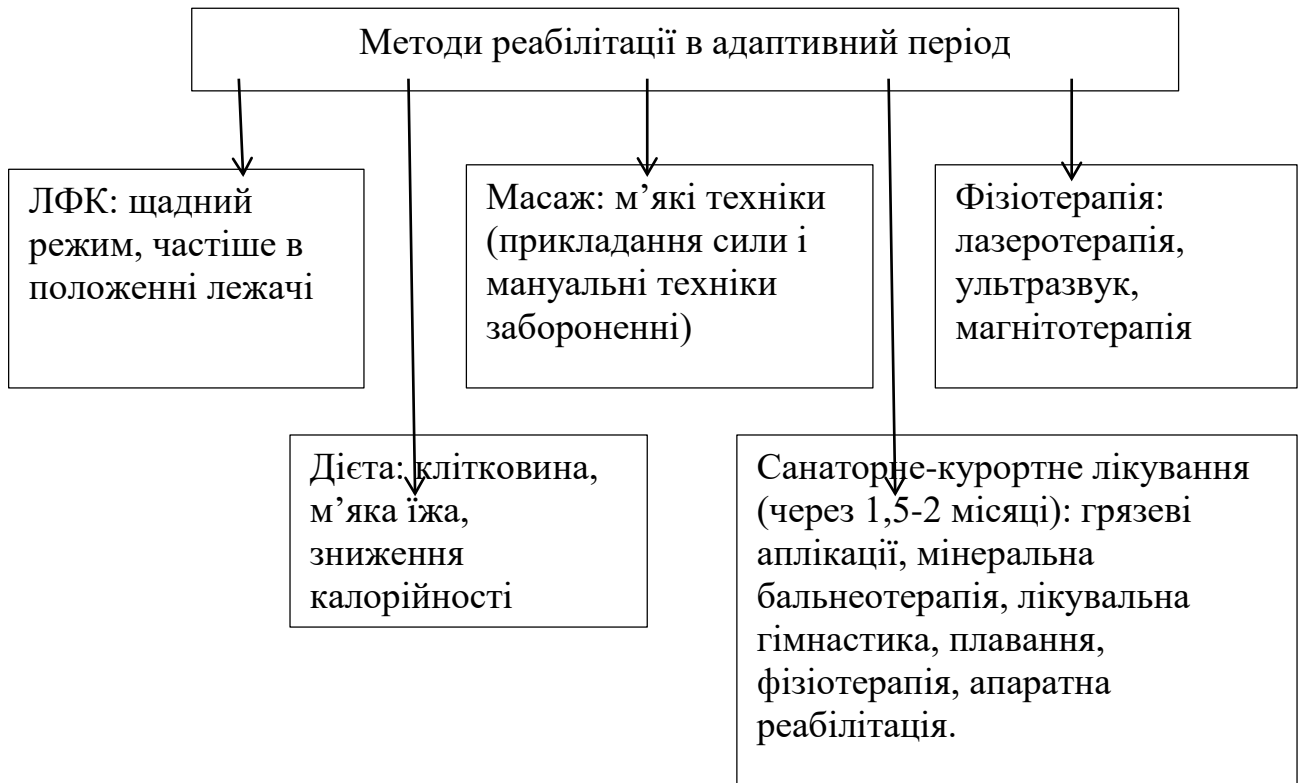 Методи реабілітації в адаптивний період
ЛФК: щадний
режим, частіше в
положенні лежачі
Масаж: м’які техніки
(прикладання сили і
мануальні техніки
забороненні)
Фізіотерапія:
лазеротерапія,
ультразвук,
магнітотерапія
Дієта: клітковина,
м’яка їжа,
зниження
калорійності
Санаторне-курортне лікування
(через 1,5-2 місяці): грязеві
аплікації, мінеральна
бальнеотерапія, лікувальна
гімнастика, плавання,
фізіотерапія, апаратна
реабілітація.